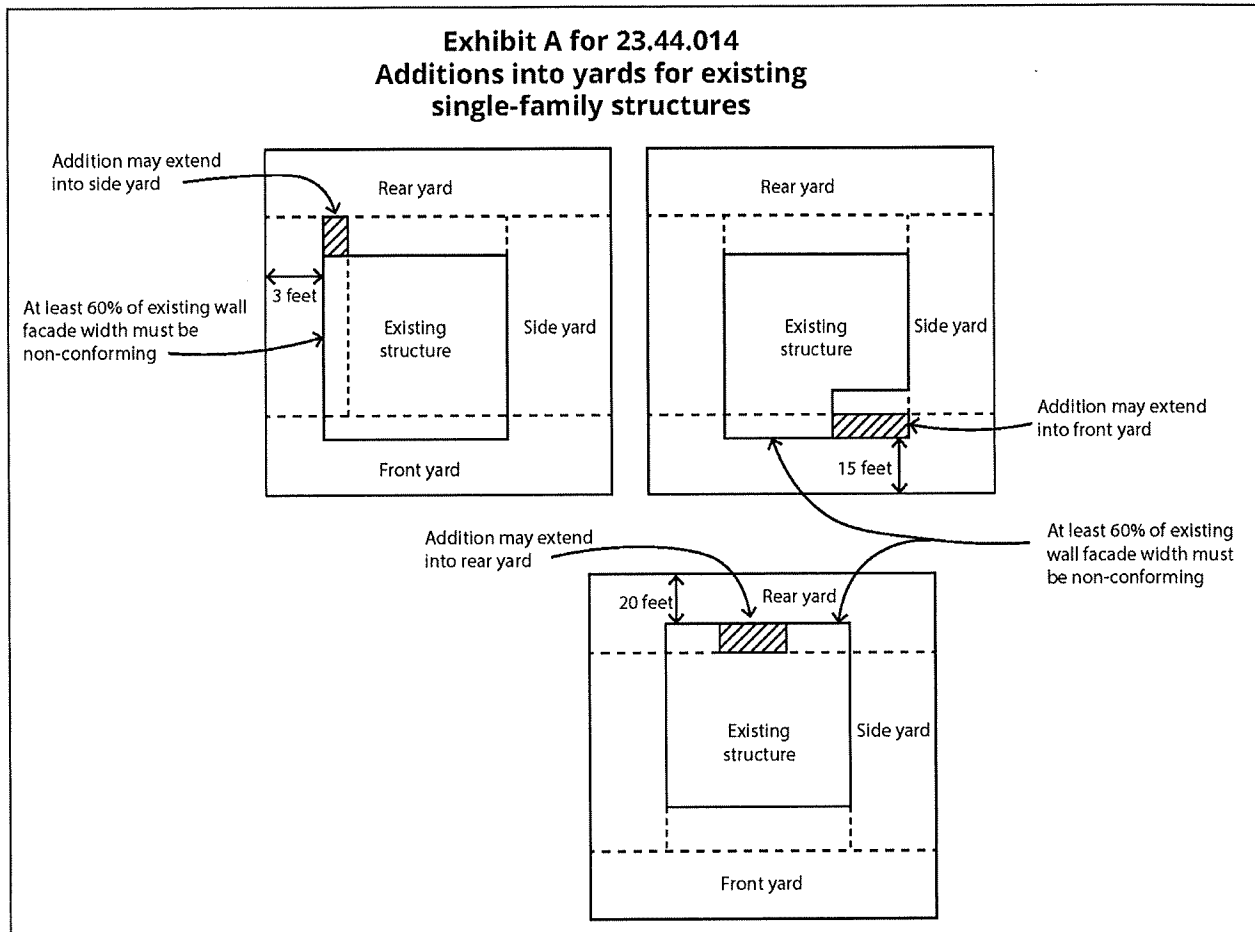 Exhibit A for 23.44.014
Additions into yards for existing
single-family structures
Addition may extend
into side yard
Rear yard
3 feet
At least 60% of existing wall
facade width must be
non-conforming
Existing
structure
Side yard
Front yard
Rear yard
Existing
structure
Side yard
Addition may extend
into front yard
15 feet
At least 60% of existing
wall facade width must
be non-conforming
Addition may extend
into rear yard
20 feet
Rear yard
Existing
structure
Side yard
Front yard